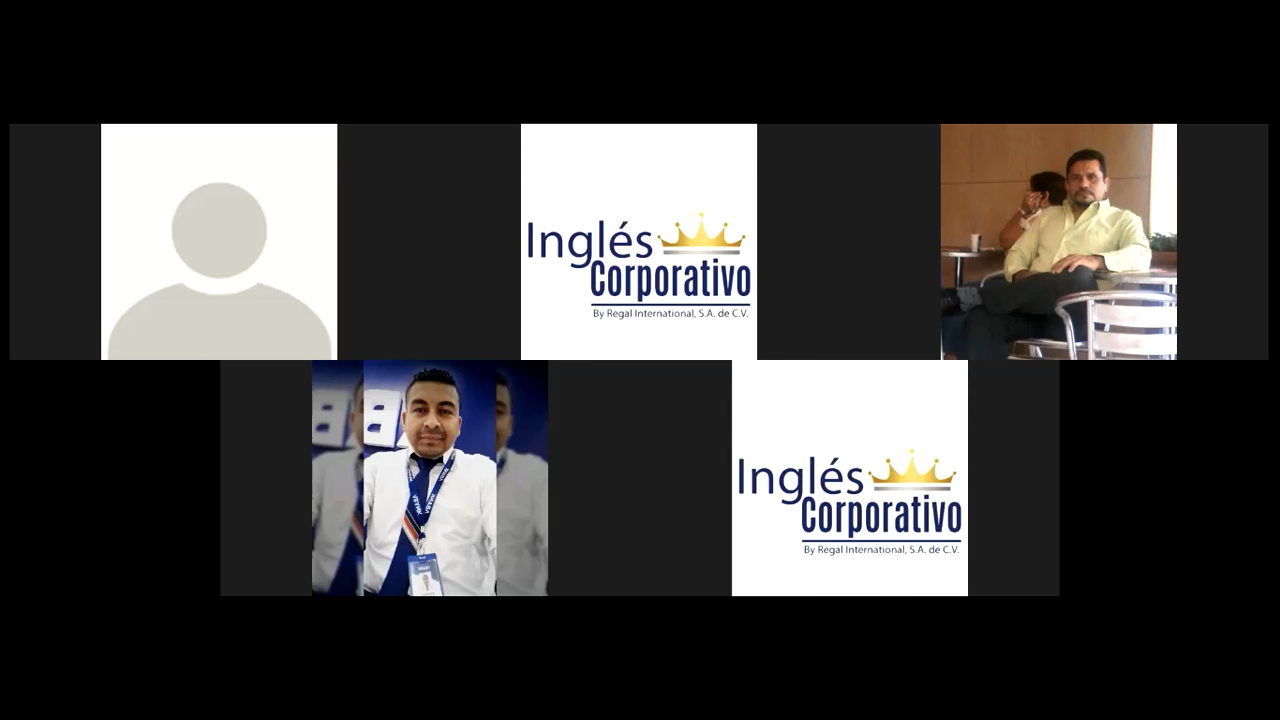 Inglés
Corporativo
By Regal International, S.A. de C.V.
Inglés
Corporativo
By Regal International, S.A. de C.V.